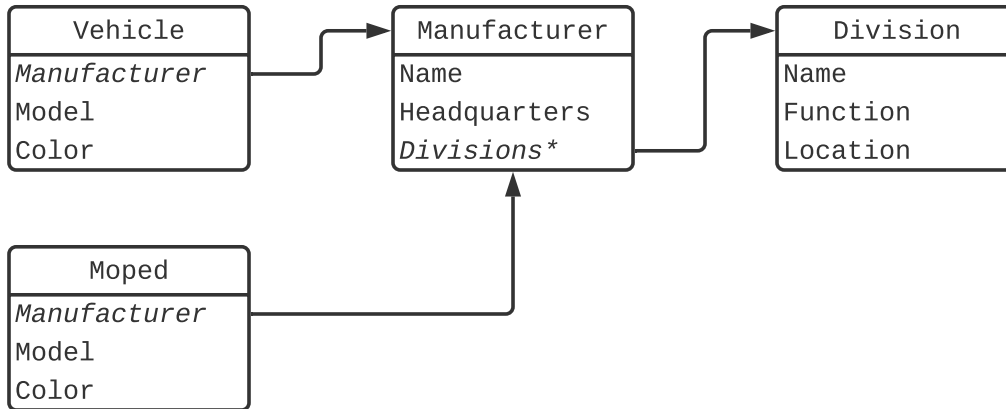 Vehicle
Manufacturer
Model
Color
Manufacturer
Name
Headquarters
Divisions*
Division
Name
Function
Location
Moped
Manufacturer
Model
Color